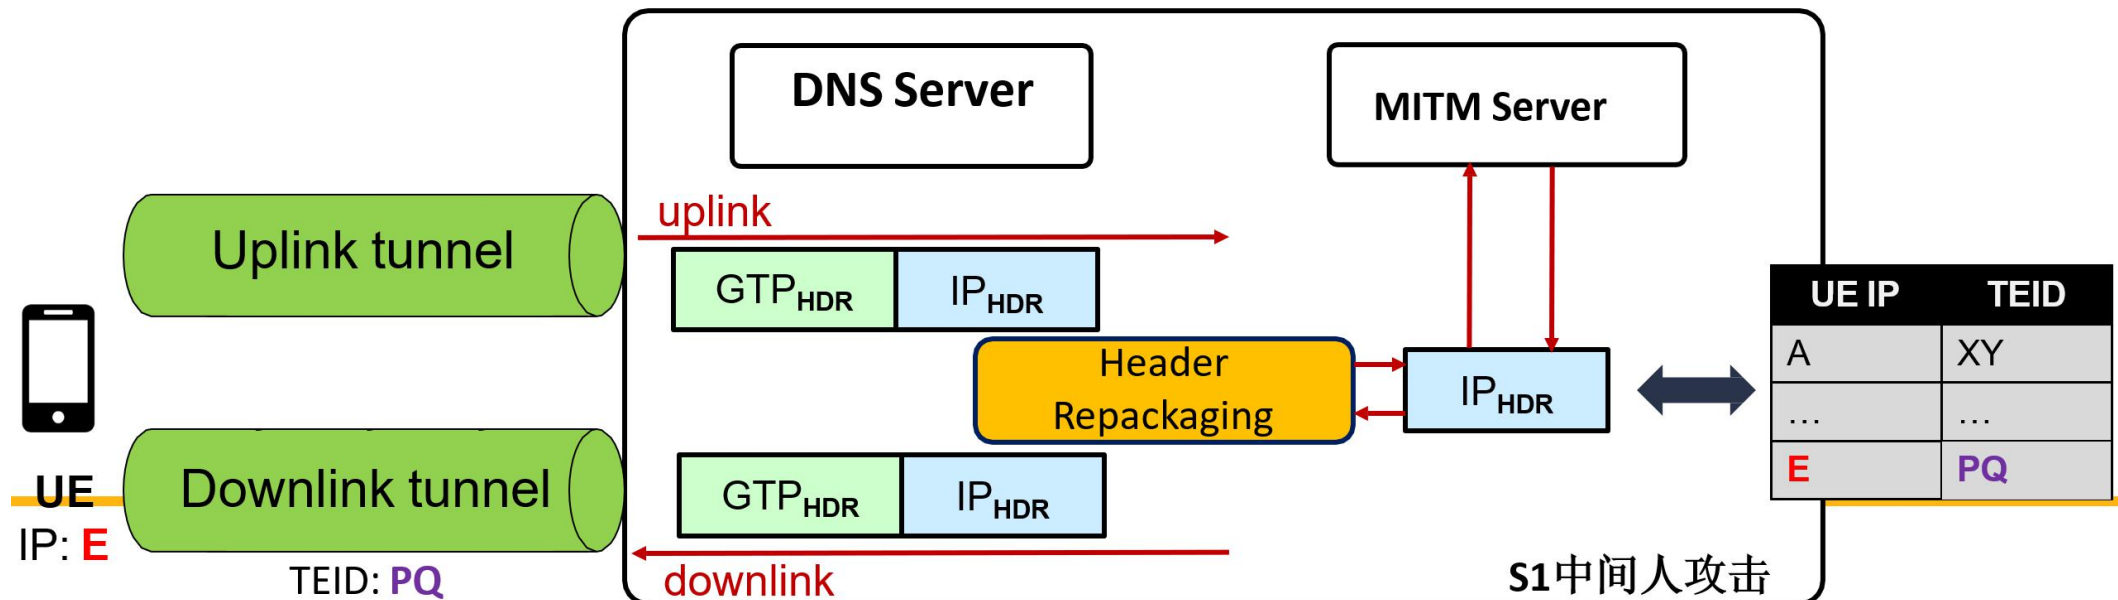 DNS Server
MITM Server
uplink
Uplink tunnel
GTPHDR IPHDR
UE IP TEID
A XY
... ...
E PQ
Header
Repackaging
IPHDR
Downlink tunnel
GTPHDR IPHDR
UE
IP: E
TEID: PQ
downlink
S1中间人攻击